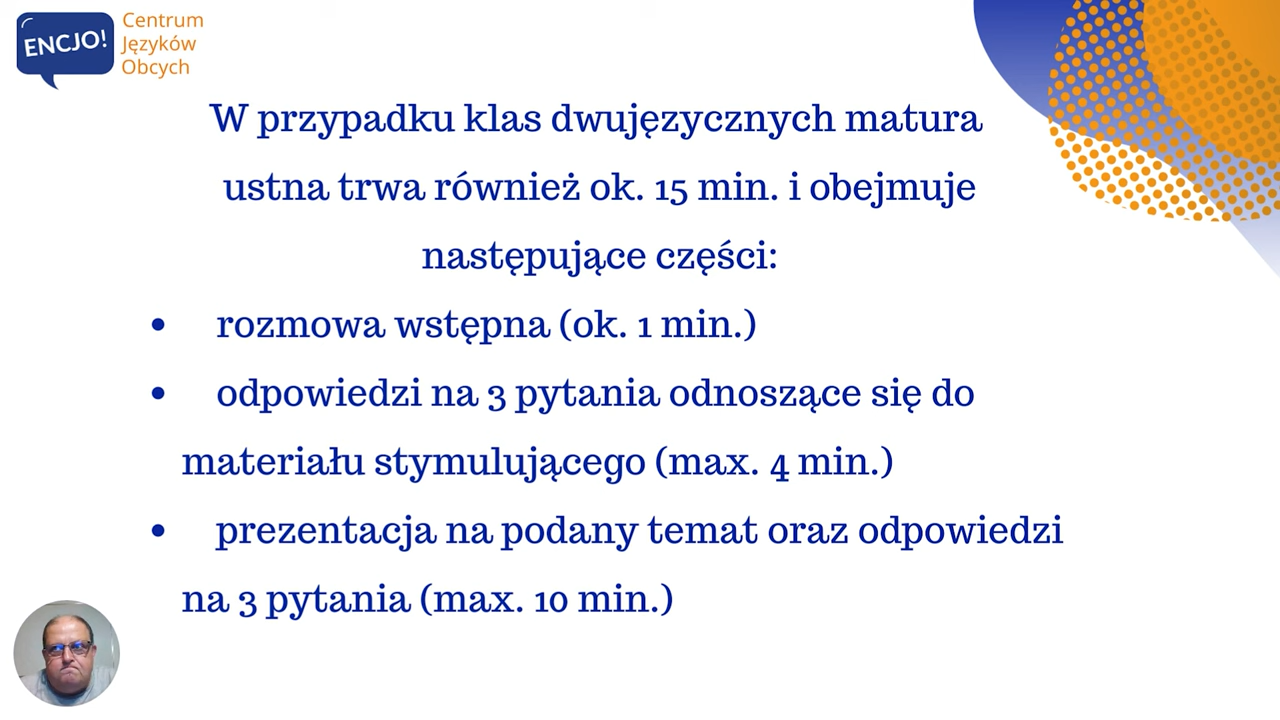 ENCJO!
Centrum
Języków
Obcych
W przypadku klas dwujęzycznych matura
ustna trwa również ok. 15 min. i obejmuje
następujące części:
• rozmowa wstępna (ok. 1 min.)
• odpowiedzi na 3 pytania odnoszące się do
materiału stymulującego (max. 4 min.)
• prezentacja na podany temat oraz odpowiedzi
na 3 pytania (max. 10 min.)